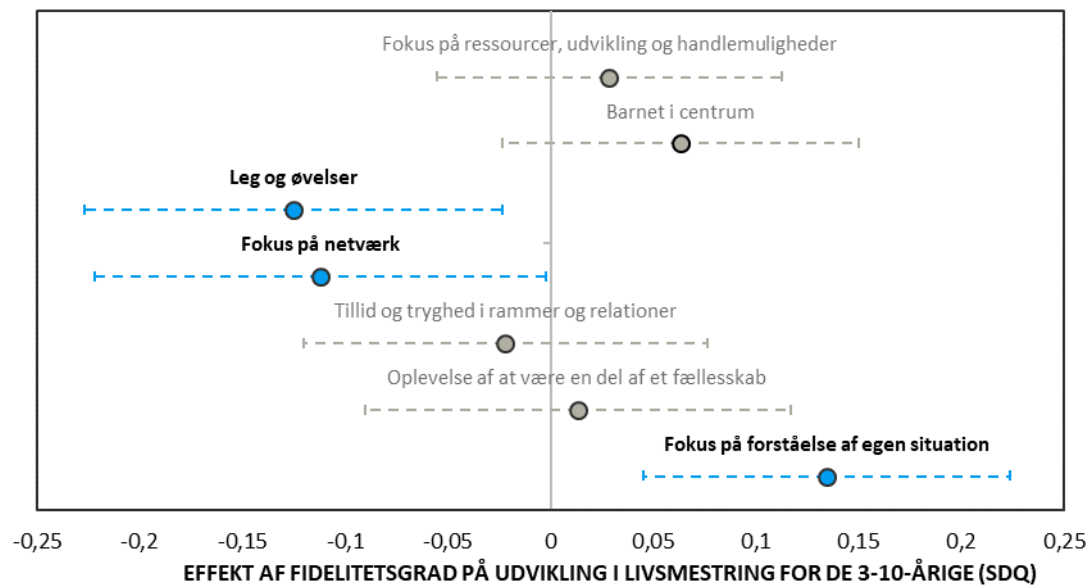 Fokus på ressourcer, udvikling og handlemuligheder
Barnet i centrum
Leg og øvelser
Fokus på netværk
Tillid og tryghed i rammer og relationer
Oplevelse af at være en del af et fællesskab
Fokus på forståelse af egen situation
-0,25 -0,2 -0,15 -0,1 -0,05 0 0,05 0,1 0,15 0,2 0,25
EFFEKT AF FIDELITETSGRAD PÅ UDVIKLING I LIVSMESTRING FOR DE 3-10-ÅRIGE (SDQ)